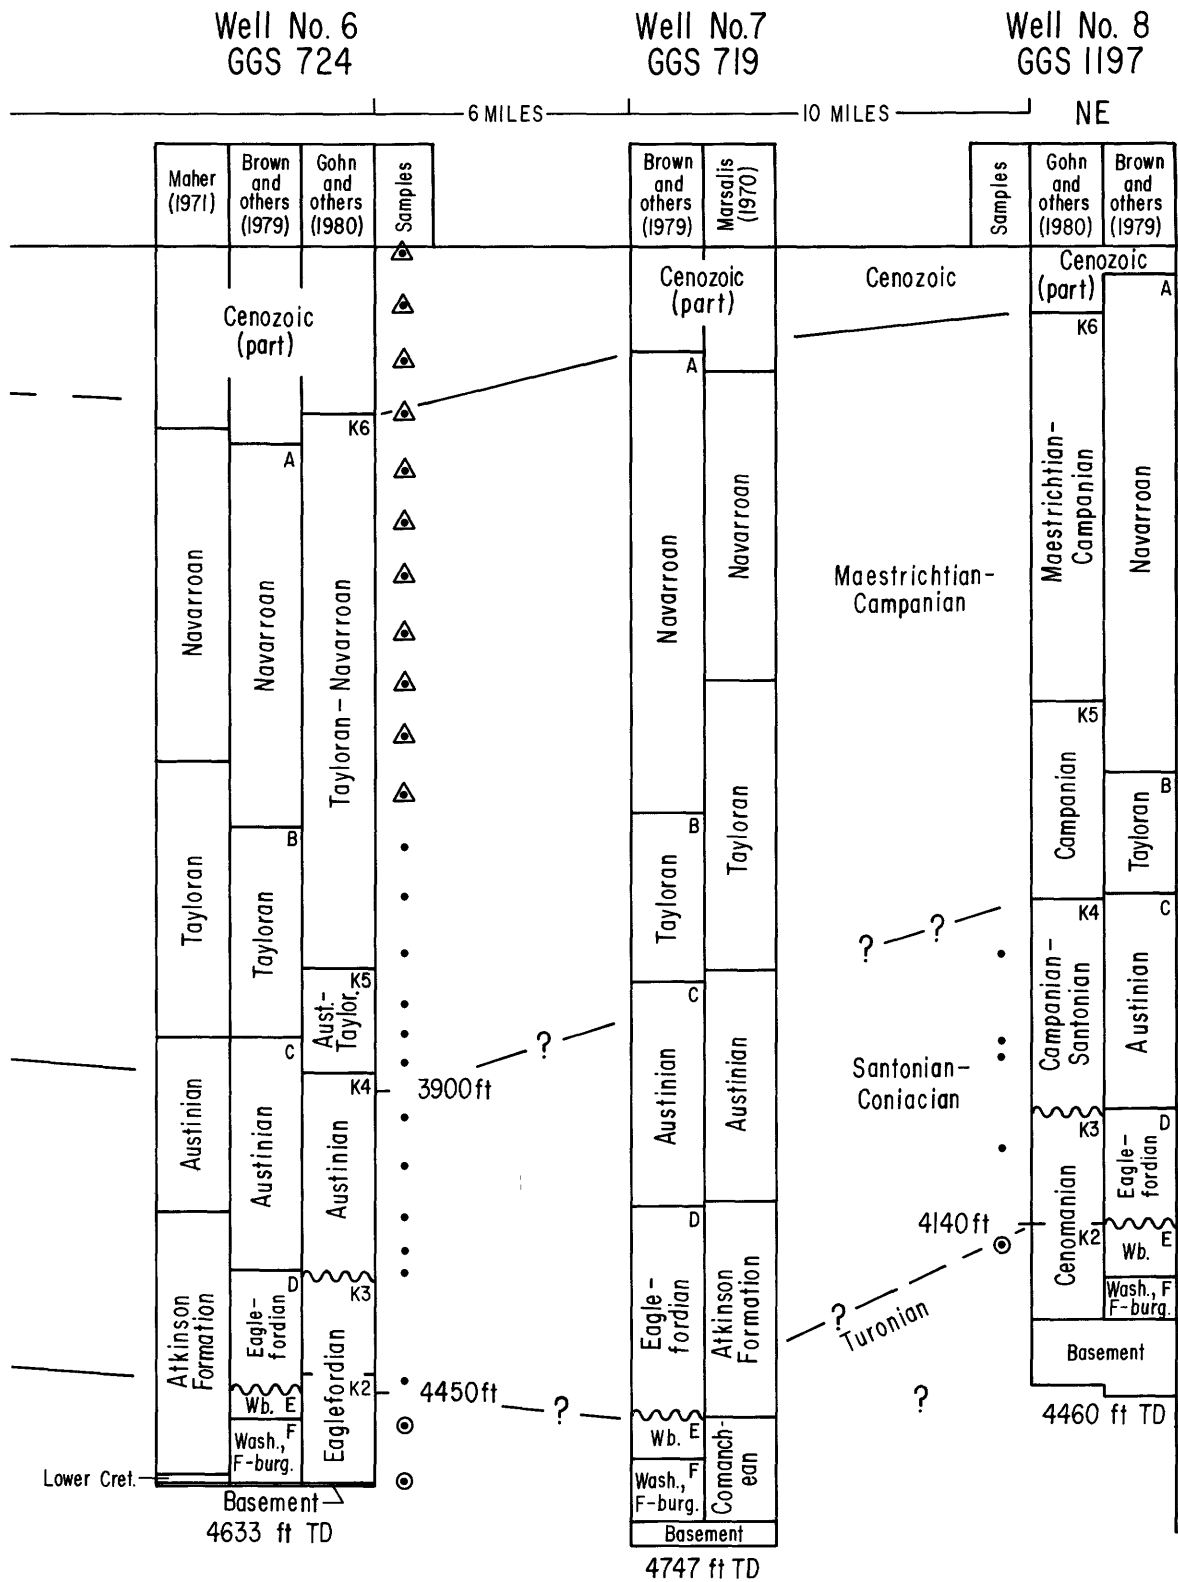 Well No. 6
GGS 724
Well No.7
GGS 719
Well No. 8
GGS 1197
6 MILES
10 MILES
NE
Maher
(1971)
Brown
and
others
(1979)
Gohn
and
others
(1980)
Samples
Brown
and
others
(1979)
Marsalis
(1970)
Samples
Gohn
and
others
(1980)
Brown
and
others
(1979)
Cenozoic
(part)
Navarroan
Tayloran
Austinian
Atkinson
Formation
Lower Cret.
A
Navarroan
B
Tayloran
C
Austinian
D
Eagle-
fordian
Wb. E
Wash., F
F-burg.
K6
Tayloran-Navarroan
K5
Aust.-
Taylor.
K4
Austinian
K3
K2
Eaglefordian
Basement
4633 ft TD
3900ft
4450ft
?
?
Cenozoic
(part)
A
Navarroan
B
Tayloran
C
Austinian
D
Eagle-
fordian
Wb. E
Wash., F
F-burg.
Navarroan
Tayloran
Austinian
Atkinson
Formation
Comanch-
ean
Basement
4747 ft TD
Cenozoic
Maestrichtian-
Campanian
? ?
Santonian-
Coniacian
4140ft
?
Turonian
?
Cenozoic
(part)
K6
Maestrichtian-
Campanian
K5
Campanian
K4
Campanian-
Santonian
K3
Cenomanian
K2
A
Navarroan
B
Tayloran
C
Austinian
D
Eagle-
fordian
E
Wb.
Wash., F
F-burg.
Basement
4460 ft TD